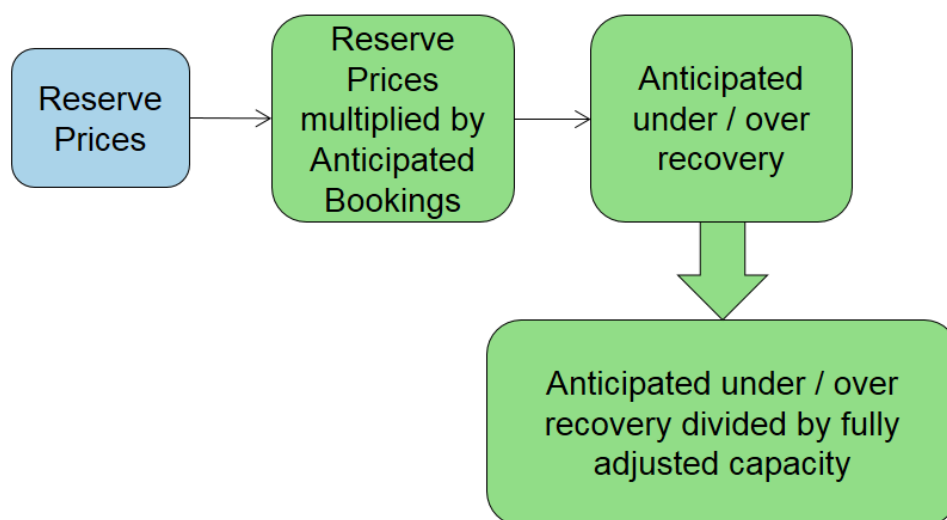 Reserve
Prices
Reserve
Prices
multiplied by
Anticipated
Bookings
Anticipated
under / over
recovery
Anticipated under / over
recovery divided by fully
adjusted capacity